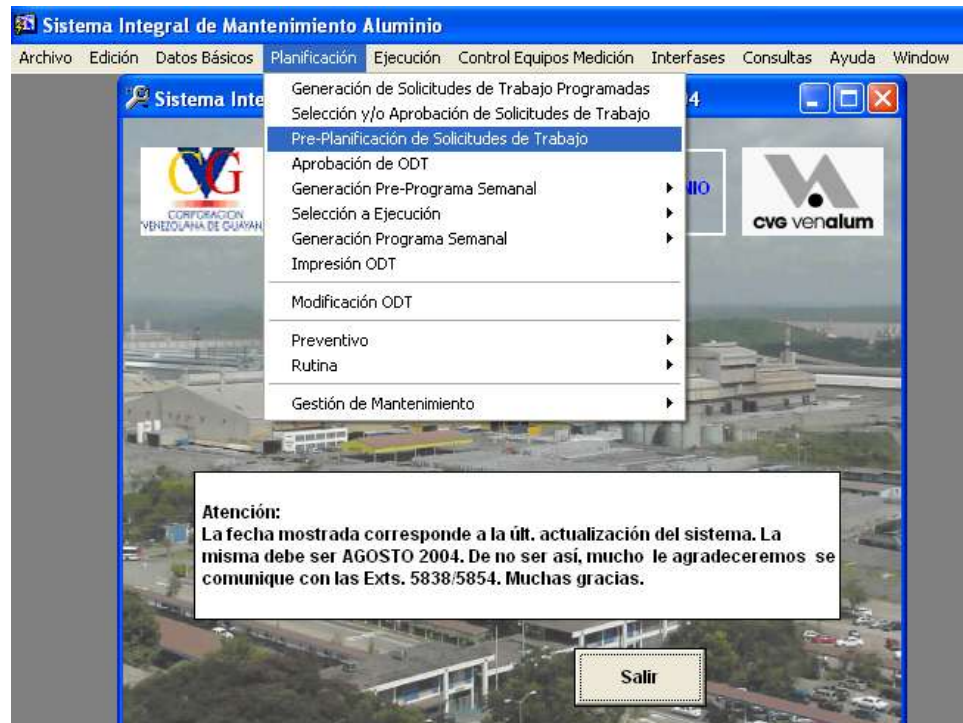 Sistema Integral de Mantenimiento Aluminio
Archivo Edición Datos Básicos Planificación Ejecución Control Equipos Medición Interfases Consultas Ayuda Window
Sistema Inte 4
Generación de Solicitudes de Trabajo Programadas
Selección y/o Aprobación de Solicitudes de Trabajo
Pre-Planificación de Solicitudes de Trabajo
Aprobación de ODT
Generación Pre-Programa Semanal
Selección a Ejecución
Generación Programa Semanal
Impresión ODT
Modificación ODT
Preventivo
Rutina
Gestión de Mantenimiento
CVG
CORPORACION
VENEZOLANA DE GUAYAN
NIO
CVG venalum
Atención:
La fecha mostrada corresponde a la últ. actualización del sistema. La
misma debe ser AGOSTO 2004. De no ser así, mucho le agradeceremos se
comunique con las Exts. 5838/5854. Muchas gracias.
Salir